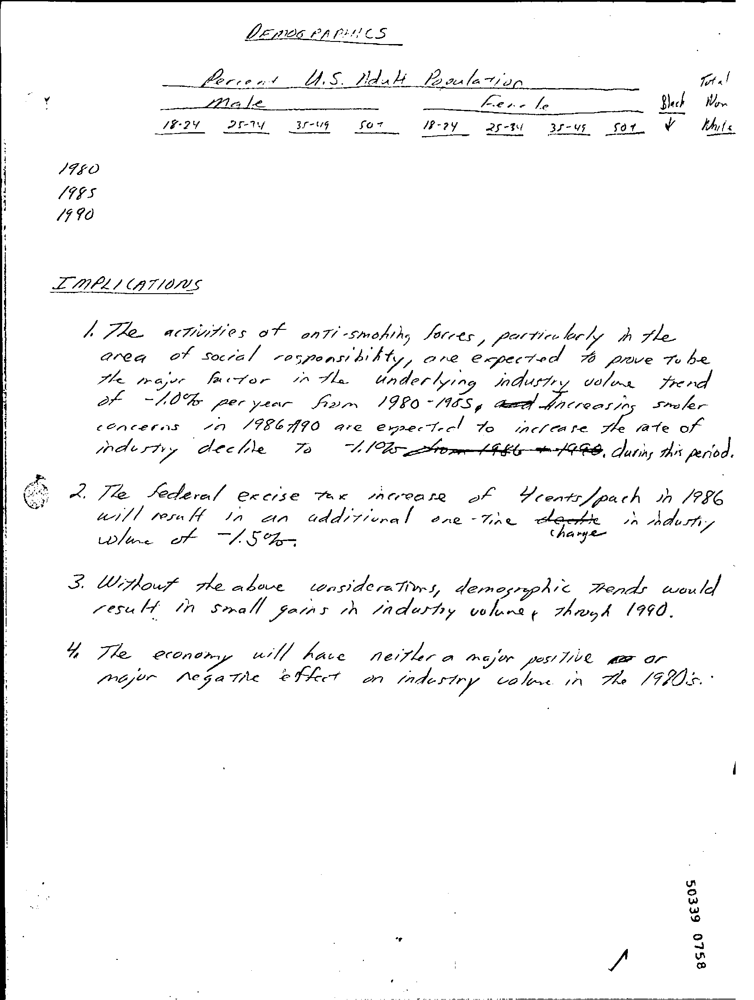 DEMOGRAPHICS
Percent U.S. Adult Population Total
Male Female Black Non
18-24 25-34 35-49 50+ 18-24 25-34 35-49 50+ ↓ White
1980
1985
1990
IMPLICATIONS
1. The activities of anti-smoking forces, particularly in the
area of social responsibility, are expected to prove to be
the major factor in the underlying industry volume trend
of -1.0% per year from 1980-1985, and Increasing smoker
concerns in 1986-1990 are expected to increase the rate of
industry decline to -1.1% from 1986 - 1990. during this period.
2. The federal excise tax increase of 4 cents/pack in 1986
will result in an additional one-time decline in industry
change
volume of -1.5%.
3. Without the above considerations, demographic trends would
result in small gains in industry volume, through 1990.
4. The economy will have neither a major positive or
major negative effect on industry volume in the 1980's.
50339 0758